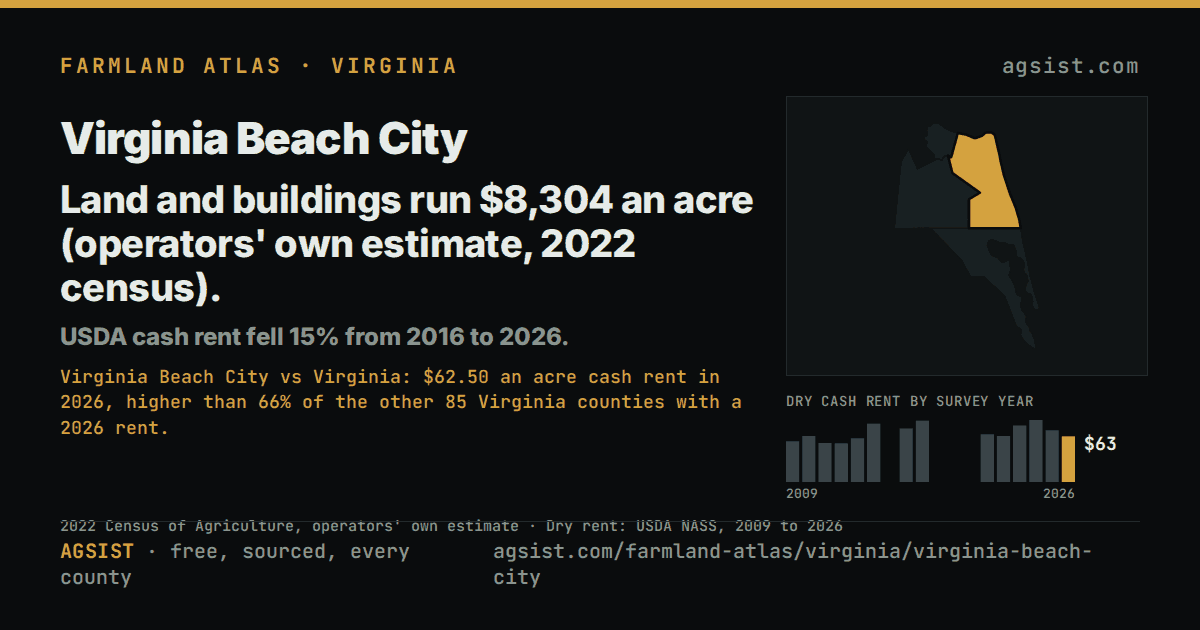 FARMLAND ATLAS · VIRGINIA
agsist.com
Virginia Beach City
Land and buildings run $8,304 an acre
(operators' own estimate, 2022
census).
USDA cash rent fell 15% from 2016 to 2026.
Virginia Beach City vs Virginia: $62.50 an acre cash rent in
2026, higher than 66% of the other 85 Virginia counties with a
2026 rent.
DRY CASH RENT BY SURVEY YEAR
$63
2009
2026
2022 Census of Agriculture, operators' own estimate · Dry rent: USDA NASS, 2009 to 2026
AGSIST · free, sourced, every
county
agsist.com/farmland-atlas/virginia/virginia-beach-
city